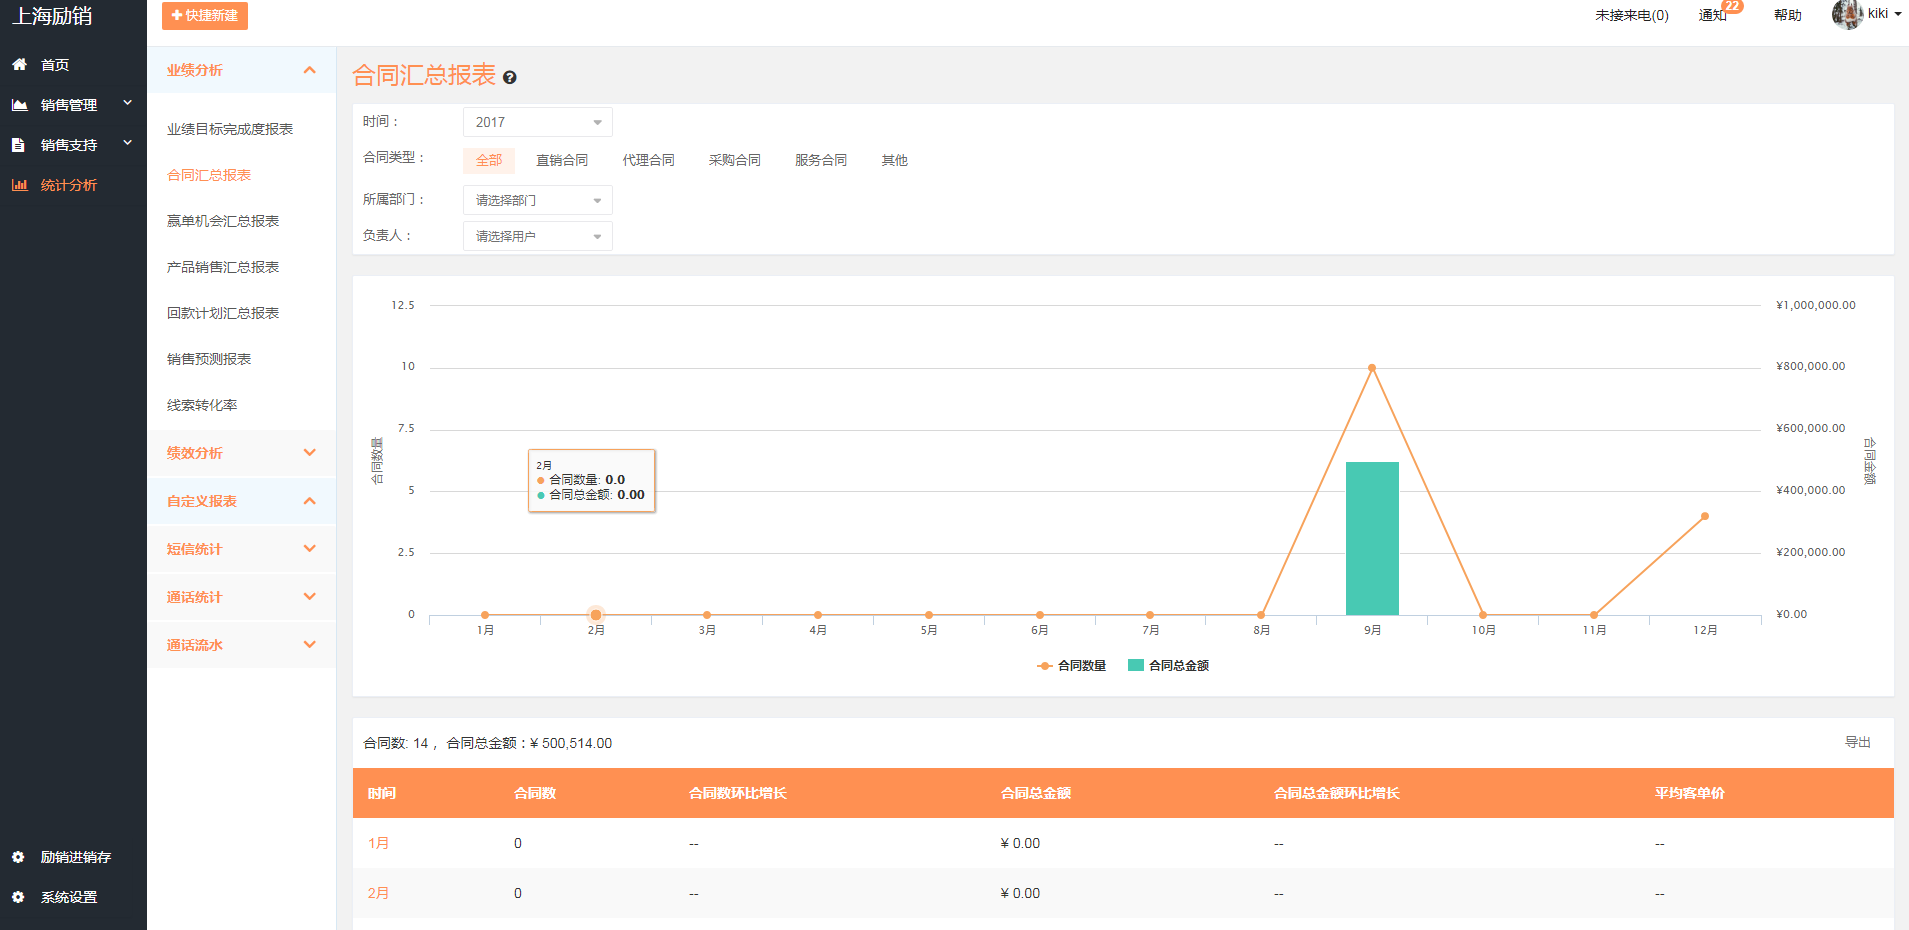 上海励销
快捷新建
未接来电(0)
通知
22
帮助
kiki
首页
销售管理
销售支持
统计分析
励销进销存
系统设置
业绩分析
业绩目标完成度报表
合同汇总报表
赢单机会汇总报表
产品销售汇总报表
回款计划汇总报表
销售预测报表
线索转化率
绩效分析
自定义报表
短信统计
通话统计
通话流水
合同汇总报表
时间：
2017
合同类型：
全部 直销合同 代理合同 采购合同 服务合同 其他
所属部门：
请选择部门
负责人：
请选择用户
12.5
10
7.5
5
2.5
0
合同数量
¥1,000,000.00
¥800,000.00
¥600,000.00
¥400,000.00
¥200,000.00
¥0.00
合同金额
2月
合同数量: 0.0
合同总金额: 0.00
1月 2月 3月 4月 5月 6月 7月 8月 9月 10月 11月 12月
合同数量 合同总金额
合同数: 14 ，合同总金额：¥ 500,514.00
导出
时间 合同数 合同数环比增长 合同总金额 合同总金额环比增长 平均客单价
1月 0 -- ¥ 0.00 -- --
2月 0 -- ¥ 0.00 -- --